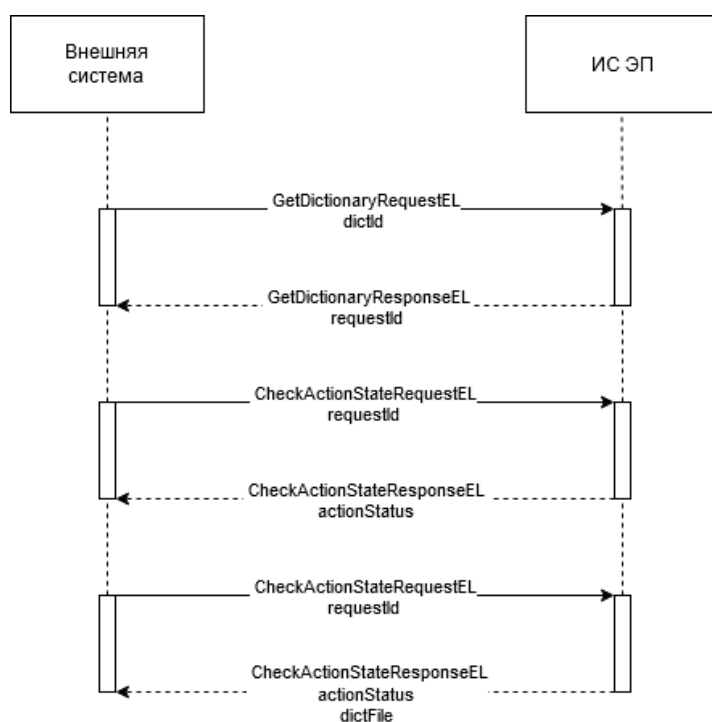 Внешняя
система
ИС ЭП
GetDictionaryRequestEL
dictId
GetDictionaryResponseEL
requestId
CheckActionStateRequestEL
requestId
CheckActionStateResponseEL
actionStatus
CheckActionStateRequestEL
requestId
CheckActionStateResponseEL
actionStatus
dictFile